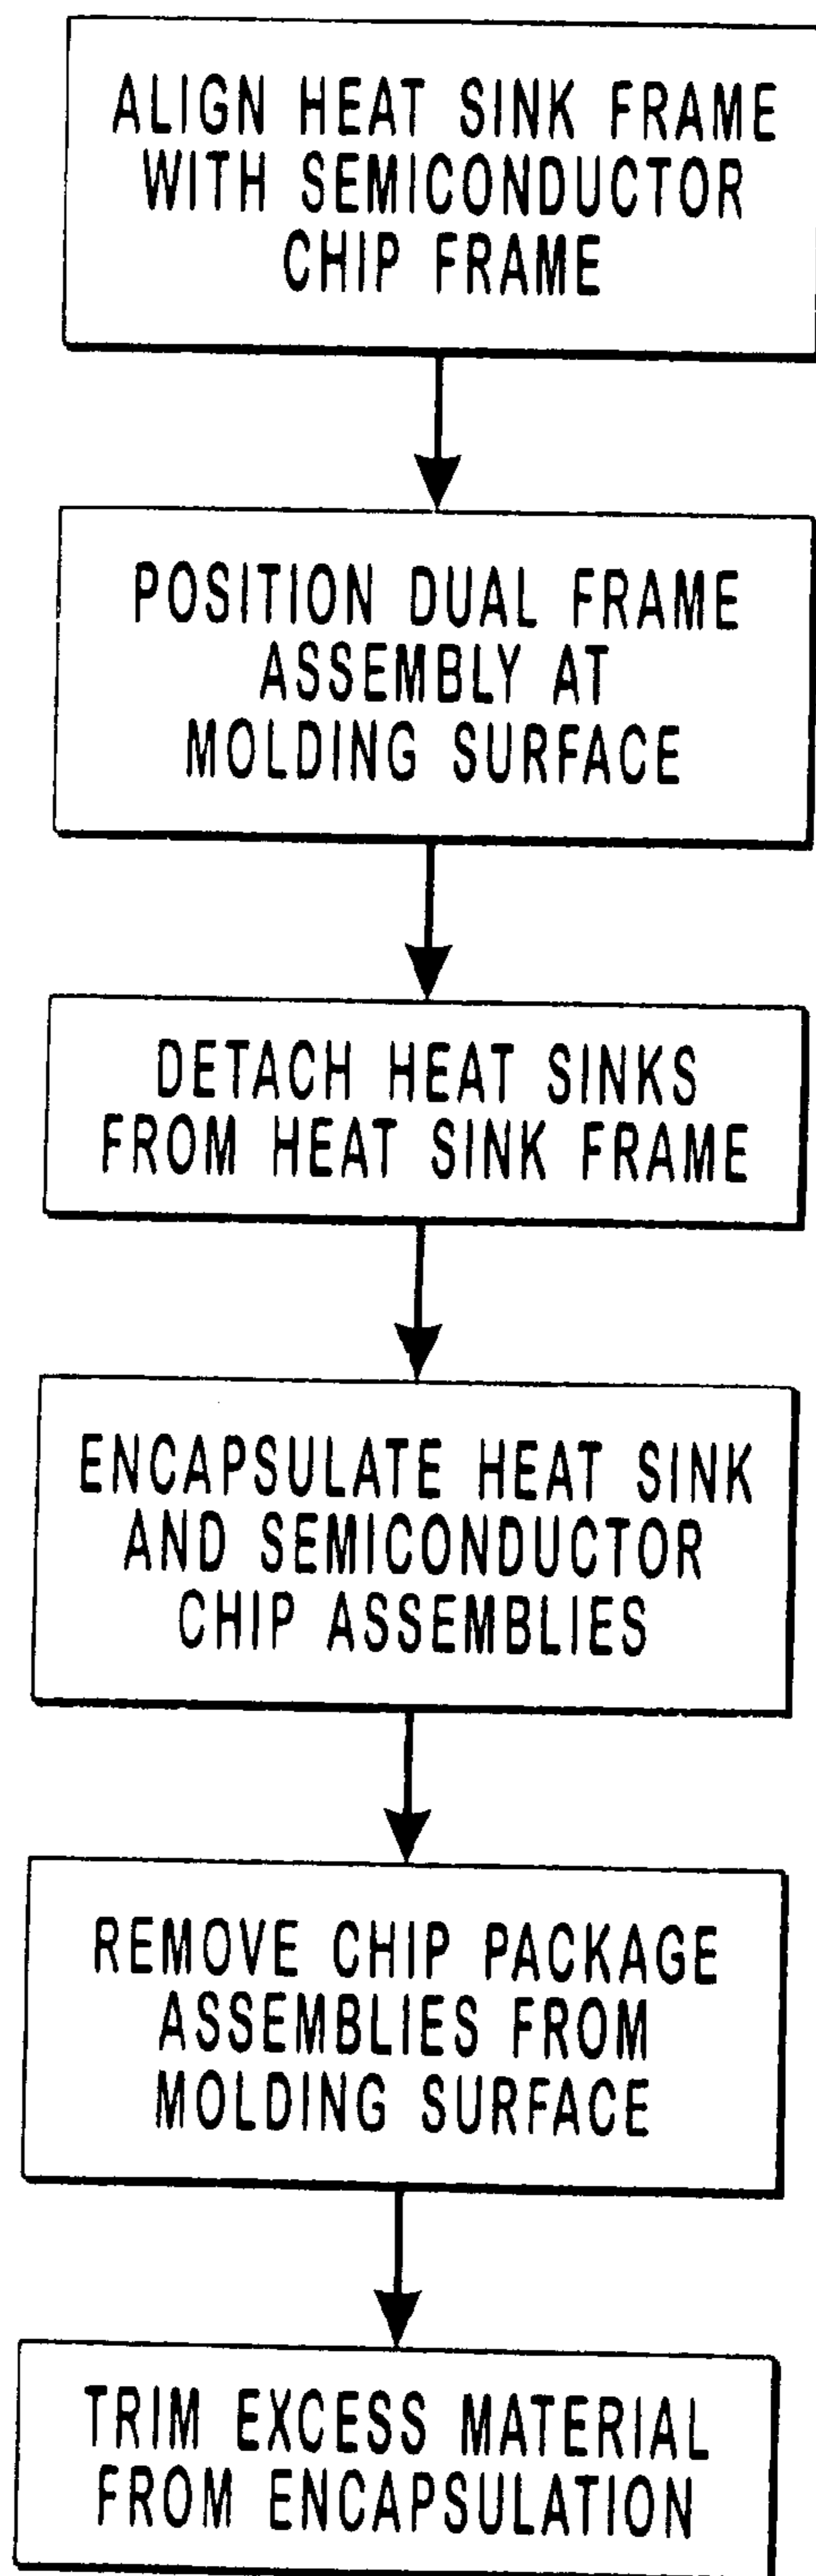 ALIGN HEAT SINK FRAME
WITH SEMICONDUCTOR
CHIP FRAME
POSITION DUAL FRAME
ASSEMBLY AT
MOLDING SURFACE
DETACH HEAT SINKS
FROM HEAT SINK FRAME
ENCAPSULATE HEAT SINK
AND SEMICONDUCTOR
CHIP ASSEMBLIES
REMOVE CHIP PACKAGE
ASSEMBLIES FROM
MOLDING SURFACE
TRIM EXCESS MATERIAL
FROM ENCAPSULATION